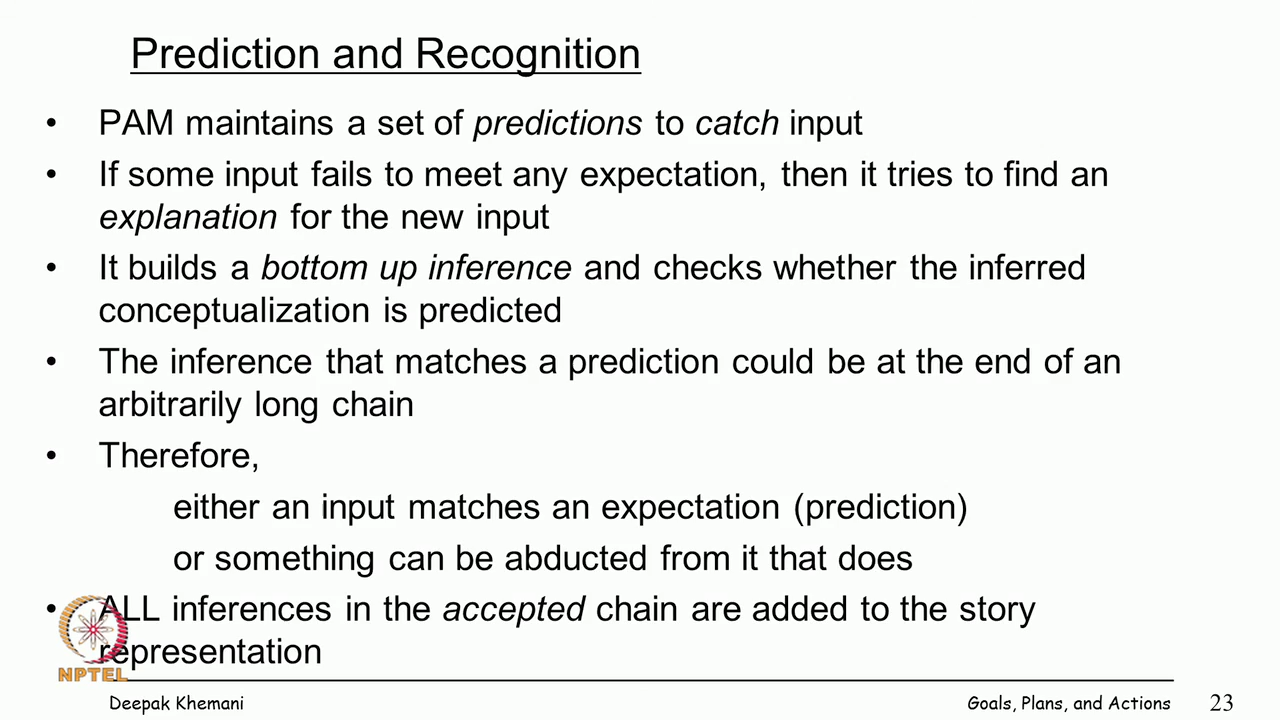 Prediction and Recognition
• PAM maintains a set of predictions to catch input
• If some input fails to meet any expectation, then it tries to find an
explanation for the new input
• It builds a bottom up inference and checks whether the inferred
conceptualization is predicted
• The inference that matches a prediction could be at the end of an
arbitrarily long chain
• Therefore,
either an input matches an expectation (prediction)
or something can be abducted from it that does
• ALL inferences in the accepted chain are added to the story
representation
NPTEL
Deepak Khemani
Goals, Plans, and Actions
23